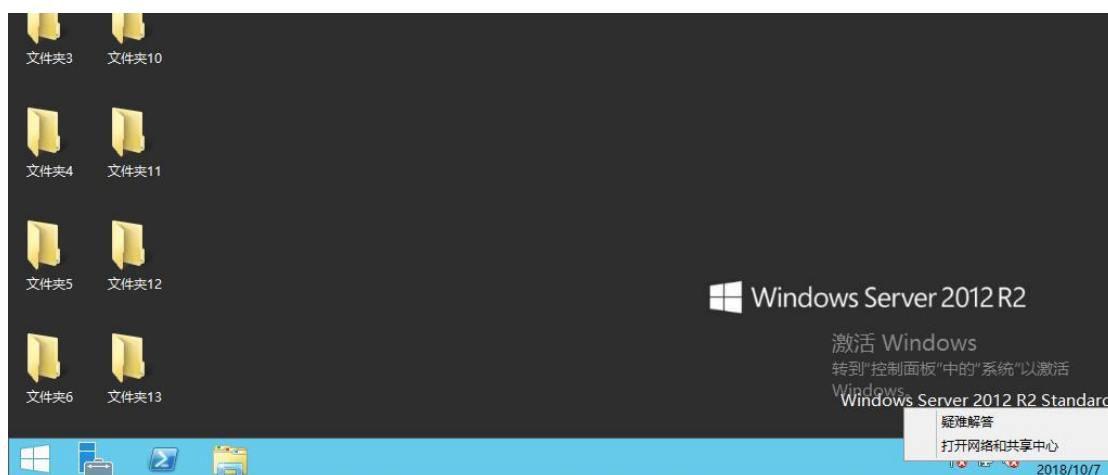 文件夹3 文件夹10
文件夹4 文件夹11
文件夹5 文件夹12
Windows Server 2012 R2
激活 Windows
转到"控制面板"中的"系统"以激活
Windows。
文件夹6 文件夹13
Windows Server 2012 R2 Standard
疑难解答
打开网络和共享中心
2018/10/7